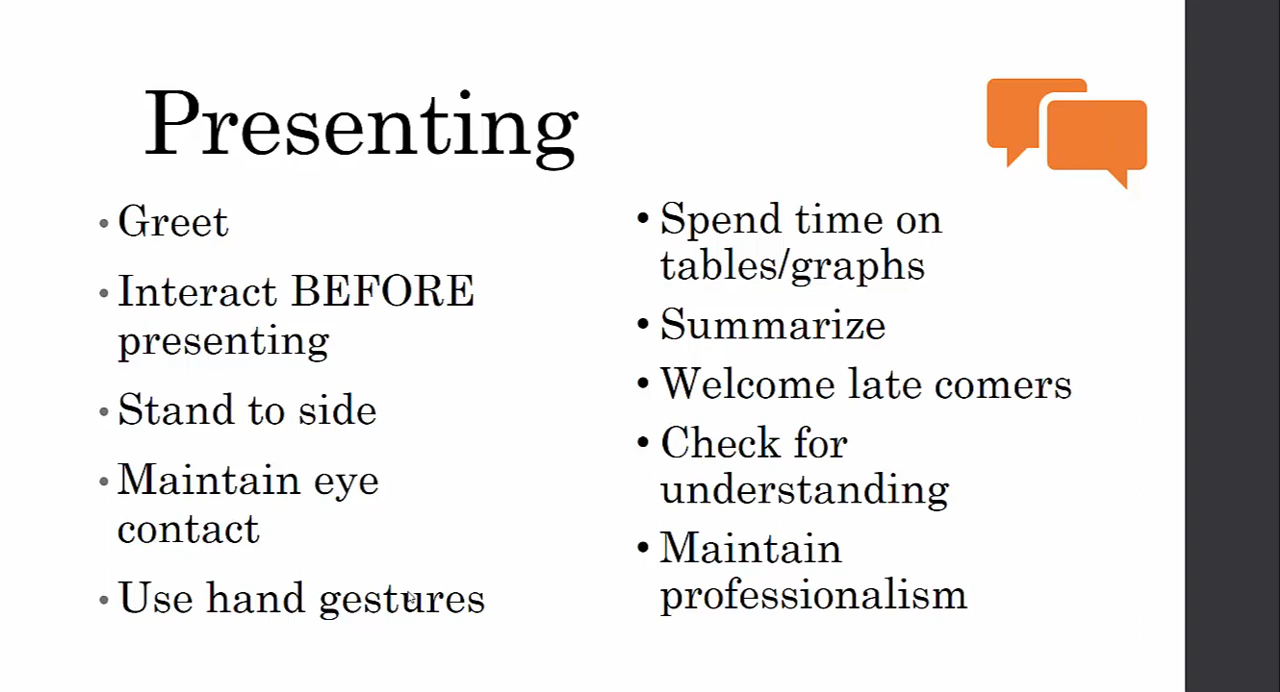 Presenting
• Greet
• Interact BEFORE
presenting
• Stand to side
• Maintain eye
contact
• Use hand gestures
• Spend time on
tables/graphs
• Summarize
• Welcome late comers
• Check for
understanding
• Maintain
professionalism